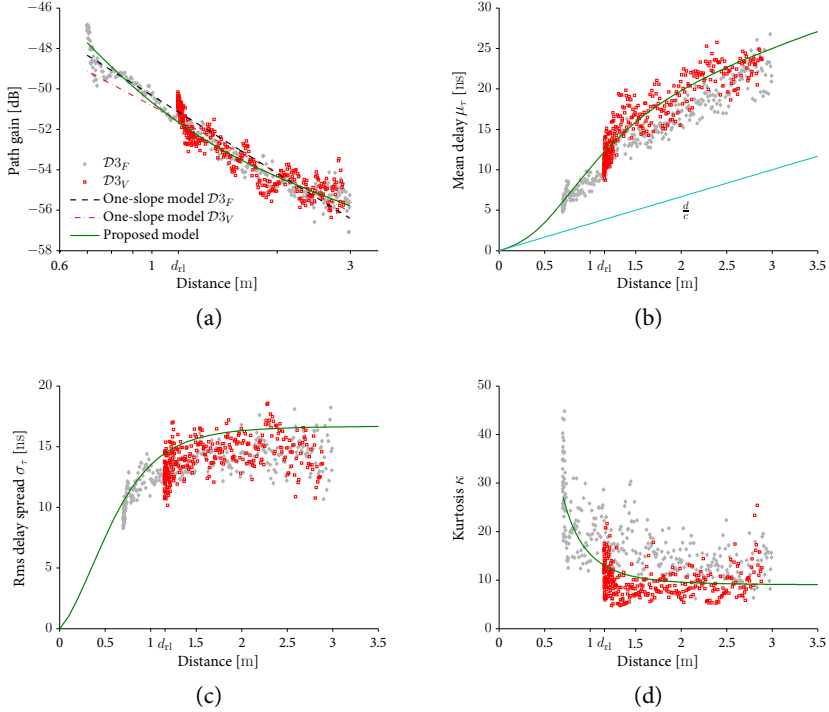 −46
−48
−50
−52
−54
−56
−58
Path gain [dB]
𝒟3_F
𝒟3_V
One-slope model 𝒟3_F
One-slope model 𝒟3_V
Proposed model
0.6
1
d_rl
3
Distance [m]
(a)
30
25
20
15
10
5
0
Mean delay μ_τ [ns]
d/c
0
0.5
1
d_rl
1.5
2
2.5
3
3.5
Distance [m]
(b)
20
15
10
5
0
Rms delay spread σ_τ [ns]
0
0.5
1
d_rl
1.5
2
2.5
3
3.5
Distance [m]
(c)
50
40
30
20
10
0
Kurtosis κ
0
0.5
1
d_rl
1.5
2
2.5
3
3.5
Distance [m]
(d)